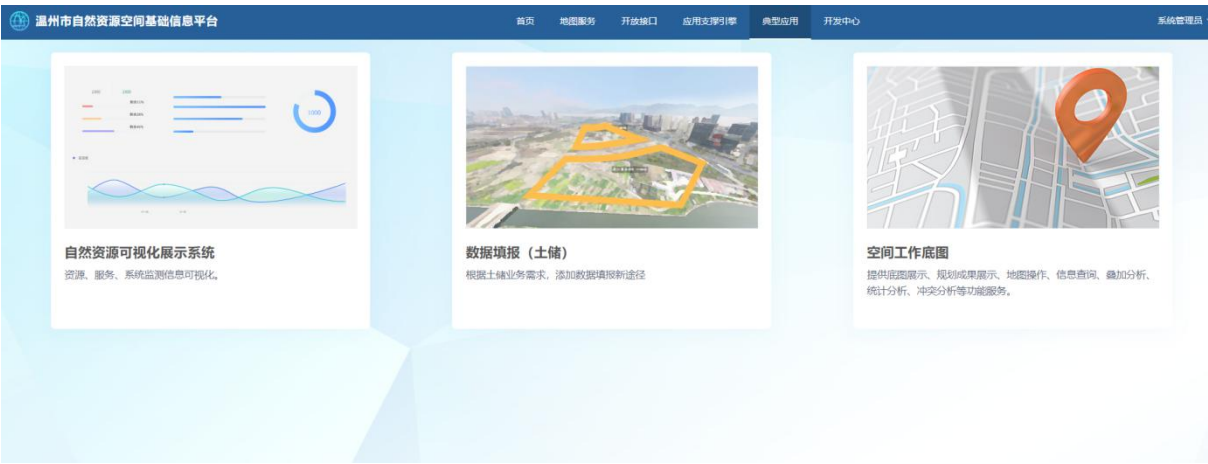 温州市自然资源空间基础信息平台
首页 地图服务 开放接口 应用支撑引擎 典型应用 开发中心
系统管理员
1000
自然资源可视化展示系统
资源、服务、系统监测信息可视化。
数据填报（土储）
根据土储业务需求，添加数据填报新途径
空间工作底图
提供底图展示、规划成果展示、地图操作、信息查询、叠加分析、
统计分析、冲突分析等功能服务。